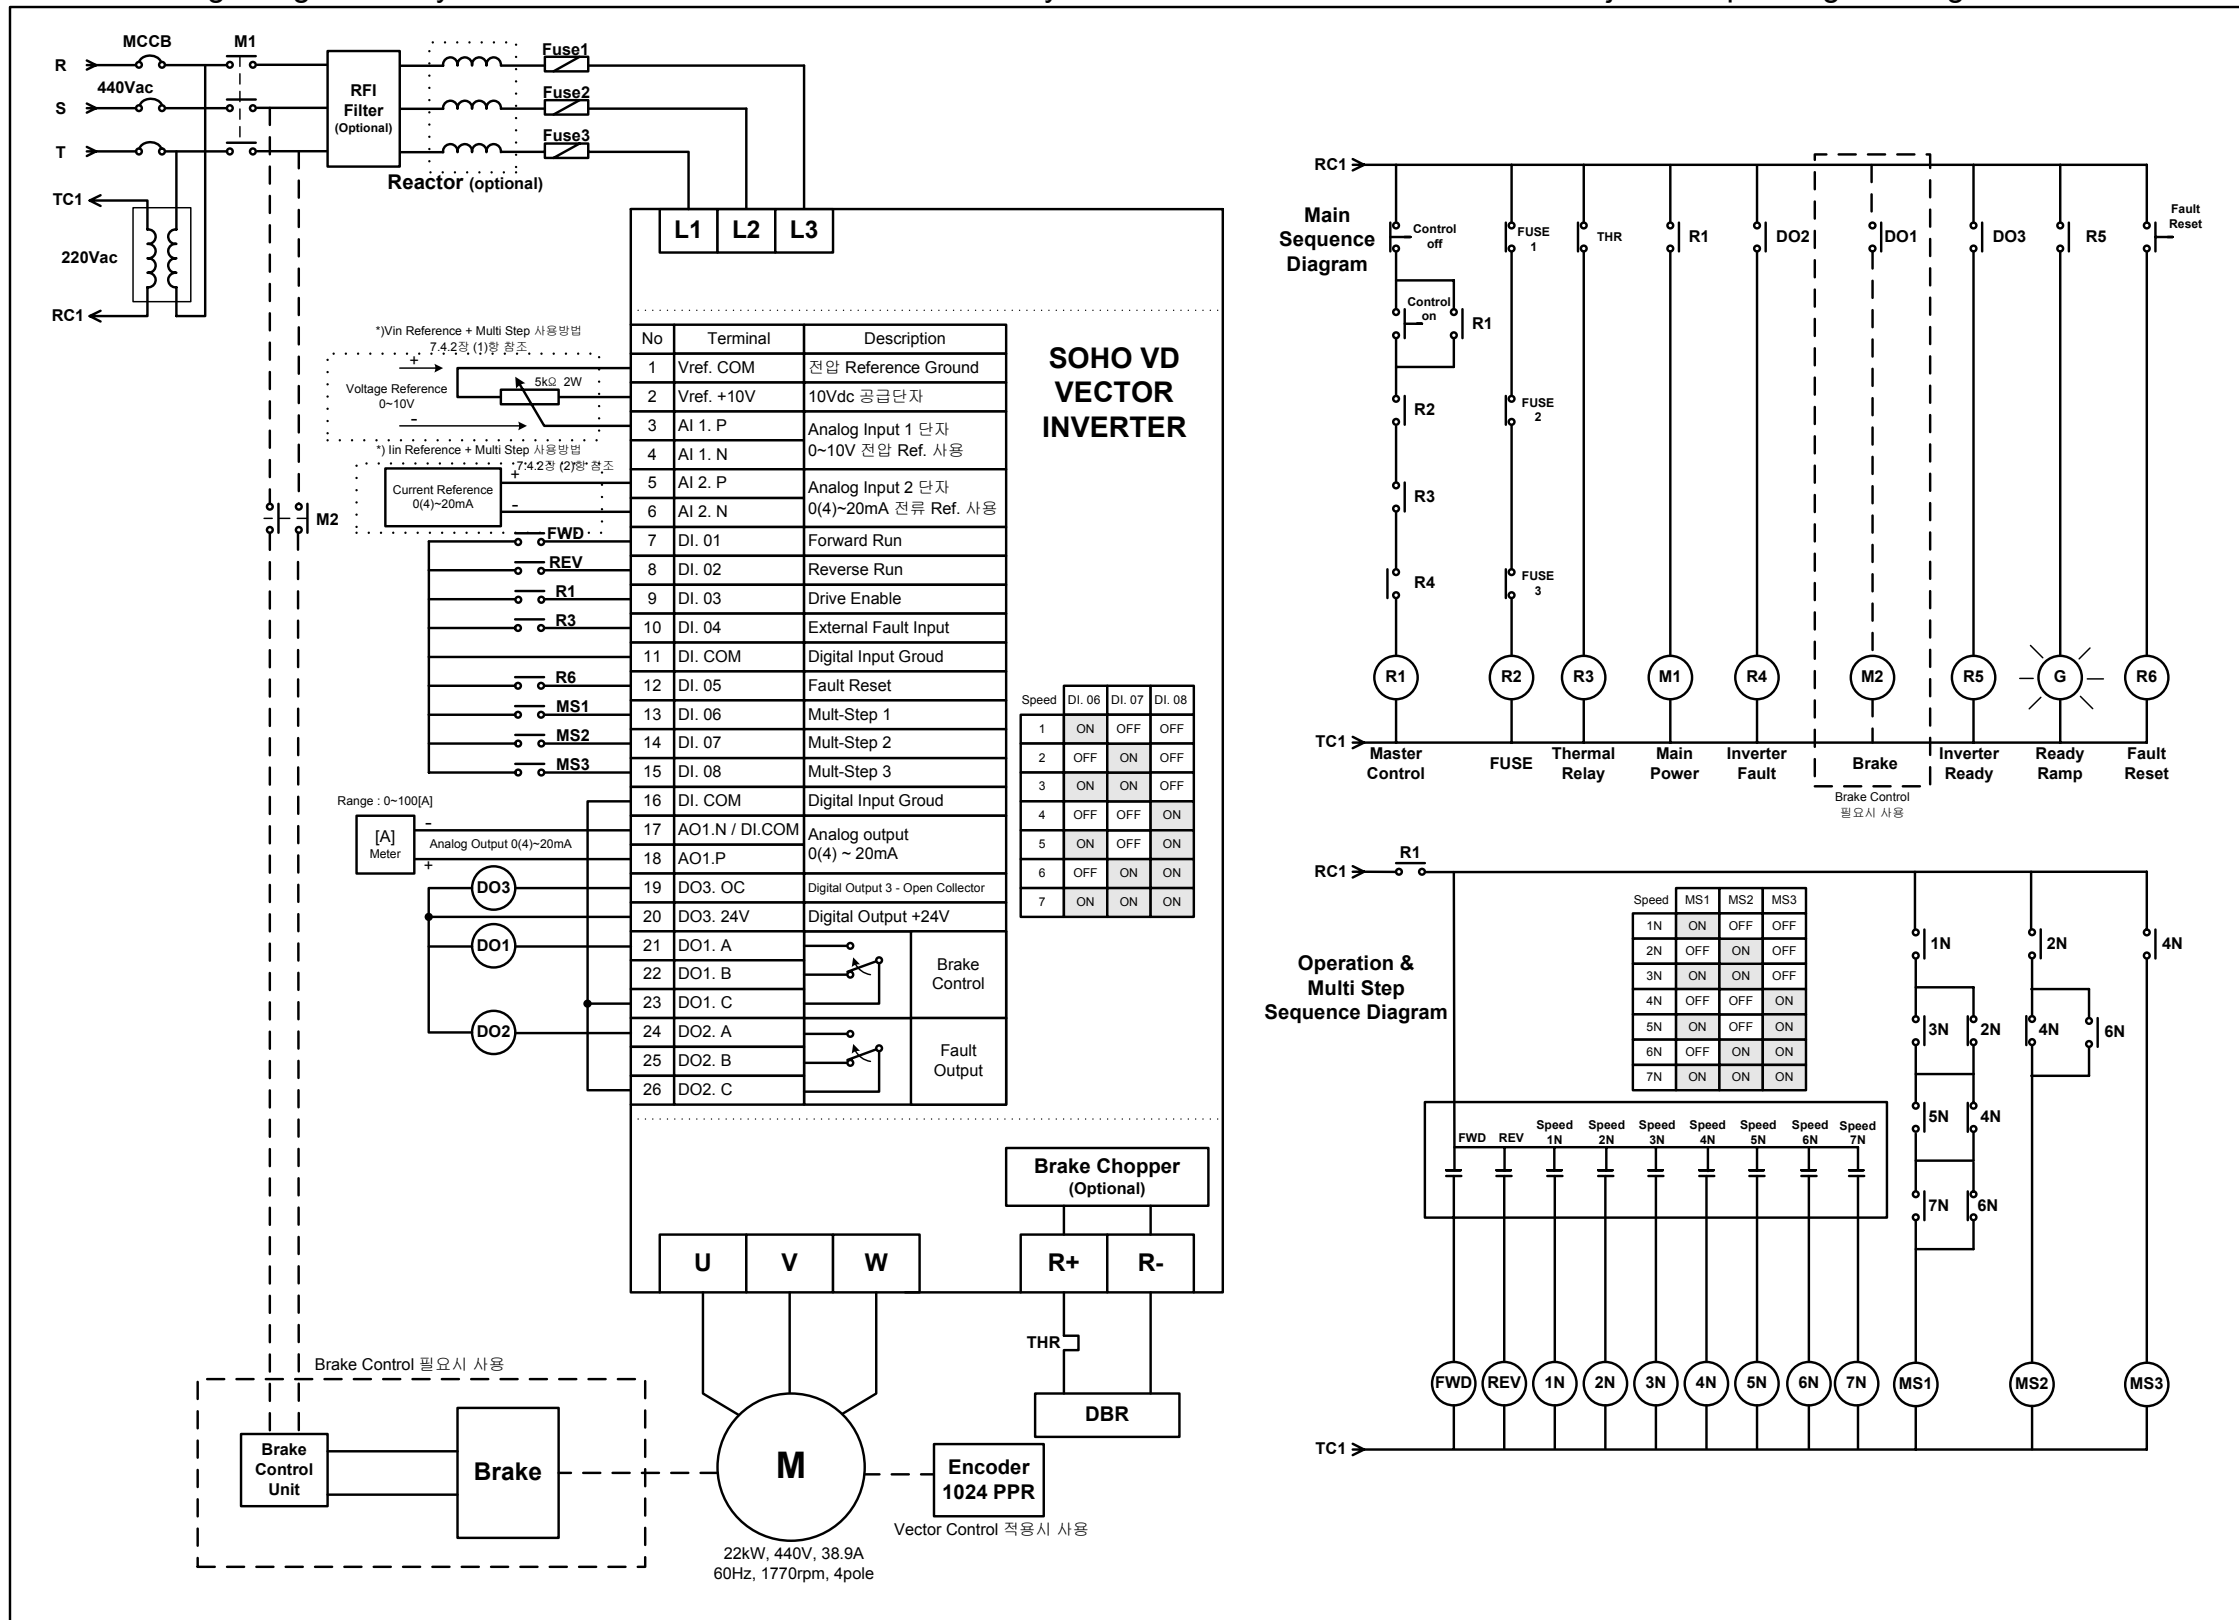 MCCB
M1
R
440Vac
S
T
RFI
Filter
(Optional)
Fuse1
Fuse2
Fuse3
Reactor (optional)
TC1
220Vac
RC1
M2
L1 L2 L3
*)Vin Reference + Multi Step 사용방법
7.4.2장 (1)항 참조
+
Voltage Reference
0~10V
-
5kΩ 2W
*) Iin Reference + Multi Step 사용방법
7.4.2장 (2)항 참조
Current Reference
0(4)~20mA
+
-
FWD
REV
R1
R3
R6
MS1
MS2
MS3
Range : 0~100[A]
[A]
Meter
-
Analog Output 0(4)~20mA
+
DO3
DO1
DO2
No Terminal Description
1 Vref. COM 전압 Reference Ground
2 Vref. +10V 10Vdc 공급단자
3 AI 1. P Analog Input 1 단자
4 AI 1. N 0~10V 전압 Ref. 사용
5 AI 2. P Analog Input 2 단자
6 AI 2. N 0(4)~20mA 전류 Ref. 사용
7 DI. 01 Forward Run
8 DI. 02 Reverse Run
9 DI. 03 Drive Enable
10 DI. 04 External Fault Input
11 DI. COM Digital Input Groud
12 DI. 05 Fault Reset
13 DI. 06 Mult-Step 1
14 DI. 07 Mult-Step 2
15 DI. 08 Mult-Step 3
16 DI. COM Digital Input Groud
17 AO1.N / DI.COM Analog output
18 AO1.P 0(4) ~ 20mA
19 DO3. OC Digital Output 3 - Open Collector
20 DO3. 24V Digital Output +24V
21 DO1. A
22 DO1. B Brake
Control
23 DO1. C
24 DO2. A
25 DO2. B Fault
Output
26 DO2. C
SOHO VD
VECTOR
INVERTER
Speed DI. 06 DI. 07 DI. 08
1 ON OFF OFF
2 OFF ON OFF
3 ON ON OFF
4 OFF OFF ON
5 ON OFF ON
6 OFF ON ON
7 ON ON ON
Brake Chopper
(Optional)
U V W R+ R-
THR
DBR
Brake Control 필요시 사용
Brake
Control
Unit
Brake
M
Encoder
1024 PPR
Vector Control 적용시 사용
22kW, 440V, 38.9A
60Hz, 1770rpm, 4pole
RC1
Main
Sequence
Diagram
Control
off
FUSE
1
THR
R1
DO2
DO1
DO3
R5
Fault
Reset
Control
on
R1
R2
FUSE
2
R3
R4
FUSE
3
R1 R2 R3 M1 R4 M2 R5 G R6
TC1
Master
Control
FUSE
Thermal
Relay
Main
Power
Inverter
Fault
Brake
Inverter
Ready
Ready
Ramp
Fault
Reset
Brake Control
필요시 사용
RC1
R1
Operation &
Multi Step
Sequence Diagram
Speed MS1 MS2 MS3
1N ON OFF OFF
2N OFF ON OFF
3N ON ON OFF
4N OFF OFF ON
5N ON OFF ON
6N OFF ON ON
7N ON ON ON
1N 2N 4N
3N 2N 4N 6N
5N 4N
7N 6N
FWD REV
Speed
1N
Speed
2N
Speed
3N
Speed
4N
Speed
5N
Speed
6N
Speed
7N
FWD REV 1N 2N 3N 4N 5N 6N 7N MS1 MS2 MS3
TC1